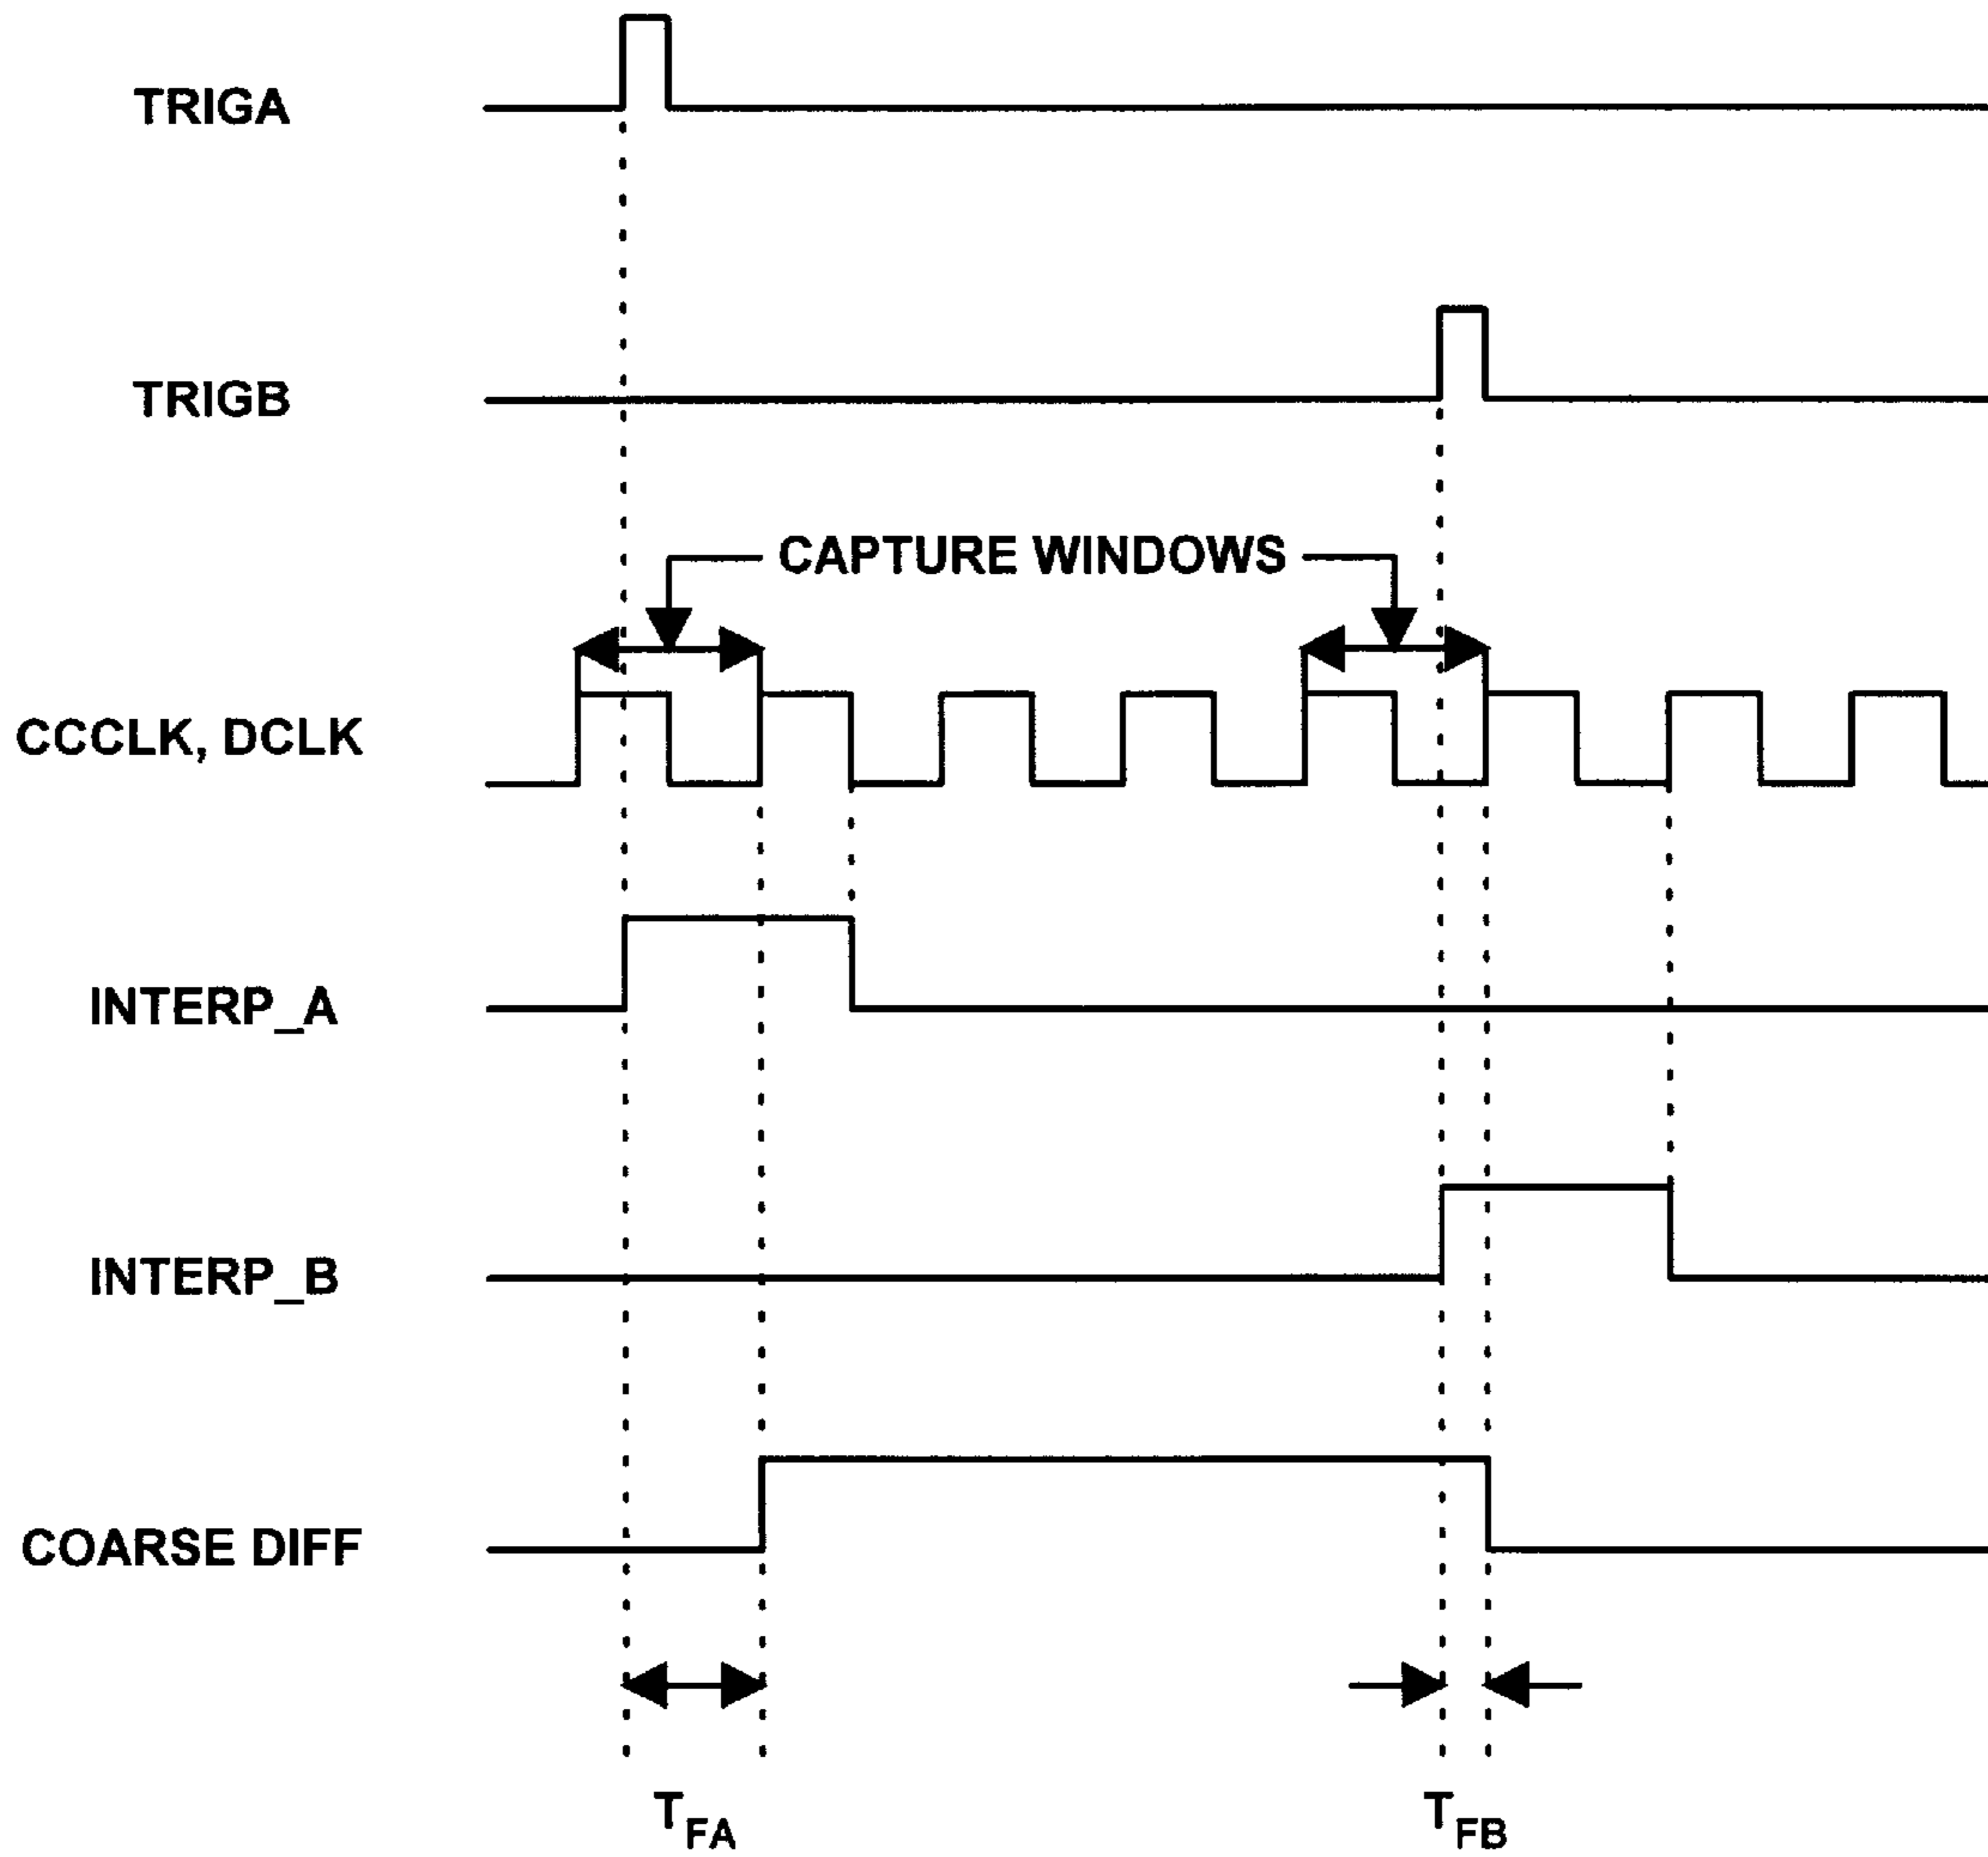 TRIGA
TRIGB
CAPTURE WINDOWS
CCCLK, DCLK
INTERP_A
INTERP_B
COARSE DIFF
TFA
TFB